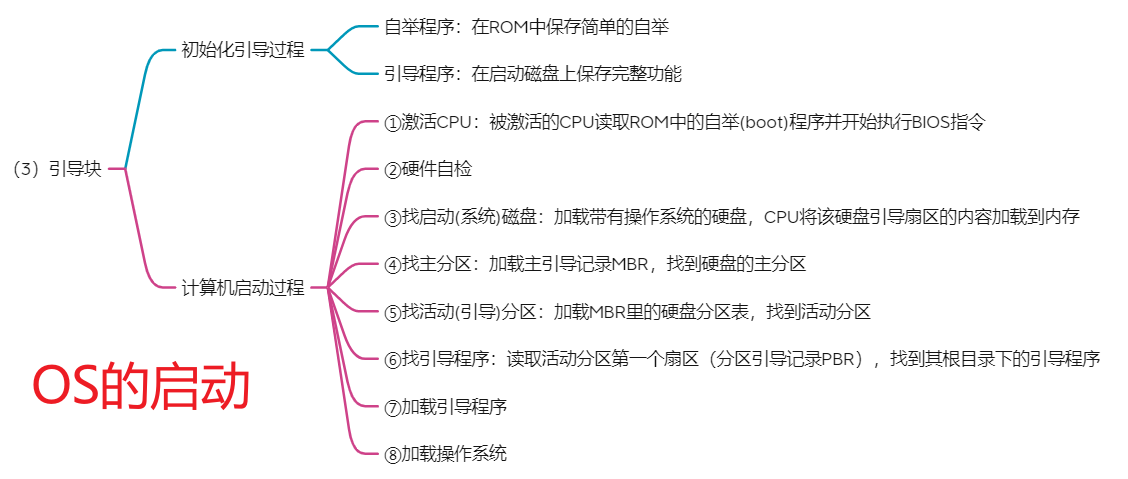 (3)引导块
初始化引导过程
自举程序:在ROM中保存简单的自举
引导程序:在启动磁盘上保存完整功能
计算机启动过程
①激活CPU:被激活的CPU读取ROM中的自举(boot)程序并开始执行BIOS指令
②硬件自检
③找启动(系统)磁盘:加载带有操作系统的硬盘,CPU将该硬盘引导扇区的内容加载到内存
④找主分区:加载主引导记录MBR,找到硬盘的主分区
⑤找活动(引导)分区:加载MBR里的硬盘分区表,找到活动分区
⑥找引导程序:读取活动分区第一个扇区(分区引导记录PBR),找到其根目录下的引导程序
⑦加载引导程序
⑧加载操作系统
OS的启动